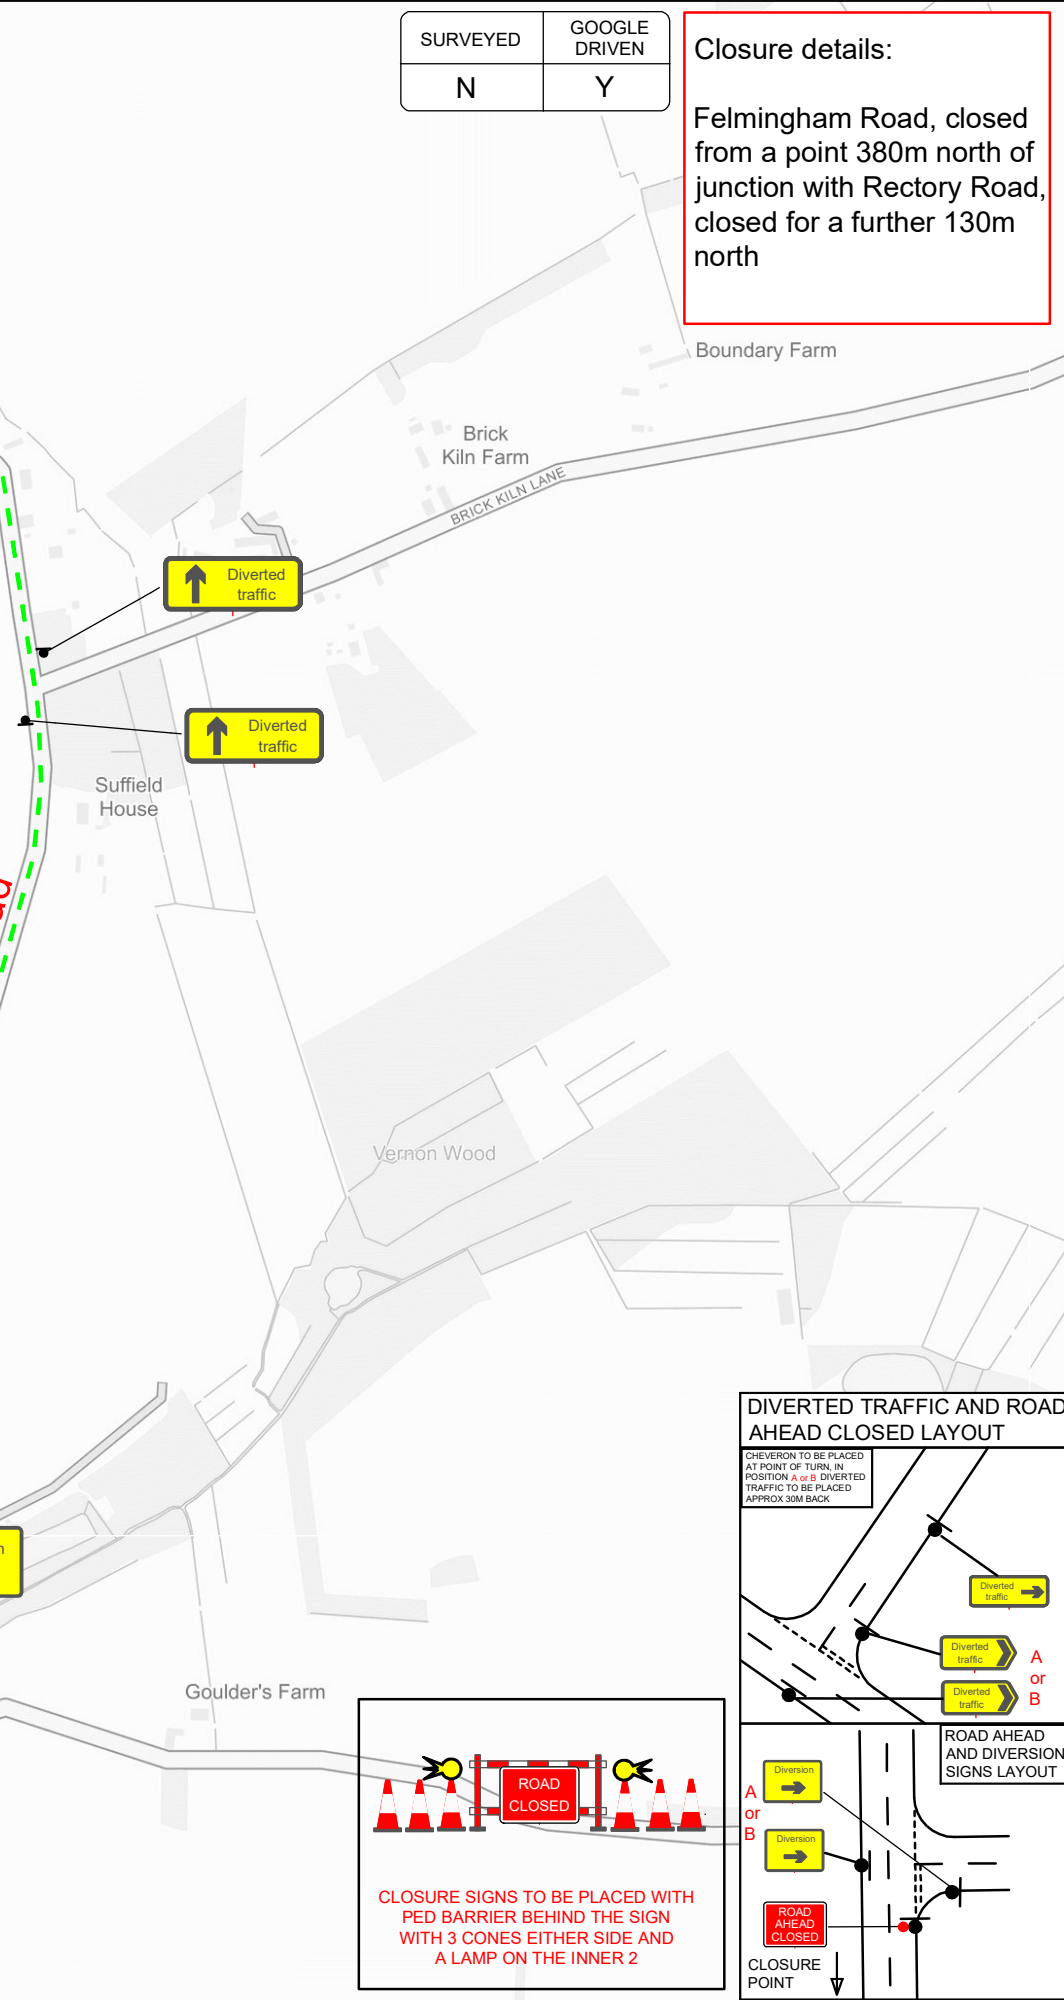 SURVEYED
GOOGLE
DRIVEN
N
Y
Closure details:
Felmingham Road, closed
from a point 380m north of
junction with Rectory Road,
closed for a further 130m
north
Boundary Farm
Brick
Kiln Farm
BRICK KILN LANE
Diverted
traffic
Diverted
traffic
Suffield
House
Vernon Wood
Goulder's Farm
ROAD
CLOSED
CLOSURE SIGNS TO BE PLACED WITH
PED BARRIER BEHIND THE SIGN
WITH 3 CONES EITHER SIDE AND
A LAMP ON THE INNER 2
DIVERTED TRAFFIC AND ROAD
AHEAD CLOSED LAYOUT
CHEVERON TO BE PLACED
AT POINT OF TURN, IN
POSITION A or B DIVERTED
TRAFFIC TO BE PLACED
APPROX 30M BACK
Diverted
traffic
Diverted
traffic
Diverted
traffic
A
or
B
ROAD AHEAD
AND DIVERSION
SIGNS LAYOUT
Diversion
A
or
B
Diversion
ROAD
AHEAD
CLOSED
CLOSURE
POINT